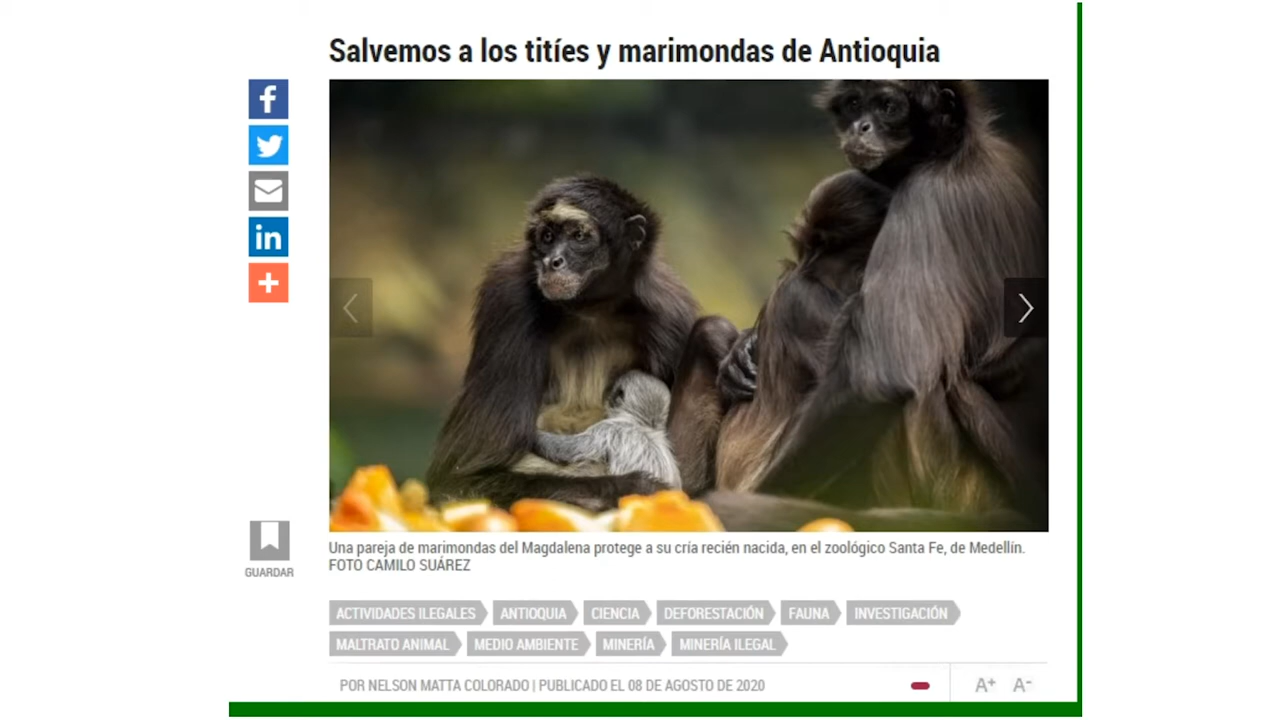 Salvemos a los titíes y marimondas de Antioquia
f
in
GUARDAR
Una pareja de marimondas del Magdalena protege a su cría recién nacida, en el zoológico Santa Fe, de Medellín.
FOTO CAMILO SUÁREZ
ACTIVIDADES ILEGALES ANTIOQUIA CIENCIA DEFORESTACIÓN FAUNA INVESTIGACIÓN
MALTRATO ANIMAL MEDIO AMBIENTE MINERÍA MINERÍA ILEGAL
POR NELSON MATTA COLORADO | PUBLICADO EL 08 DE AGOSTO DE 2020 A+ A-